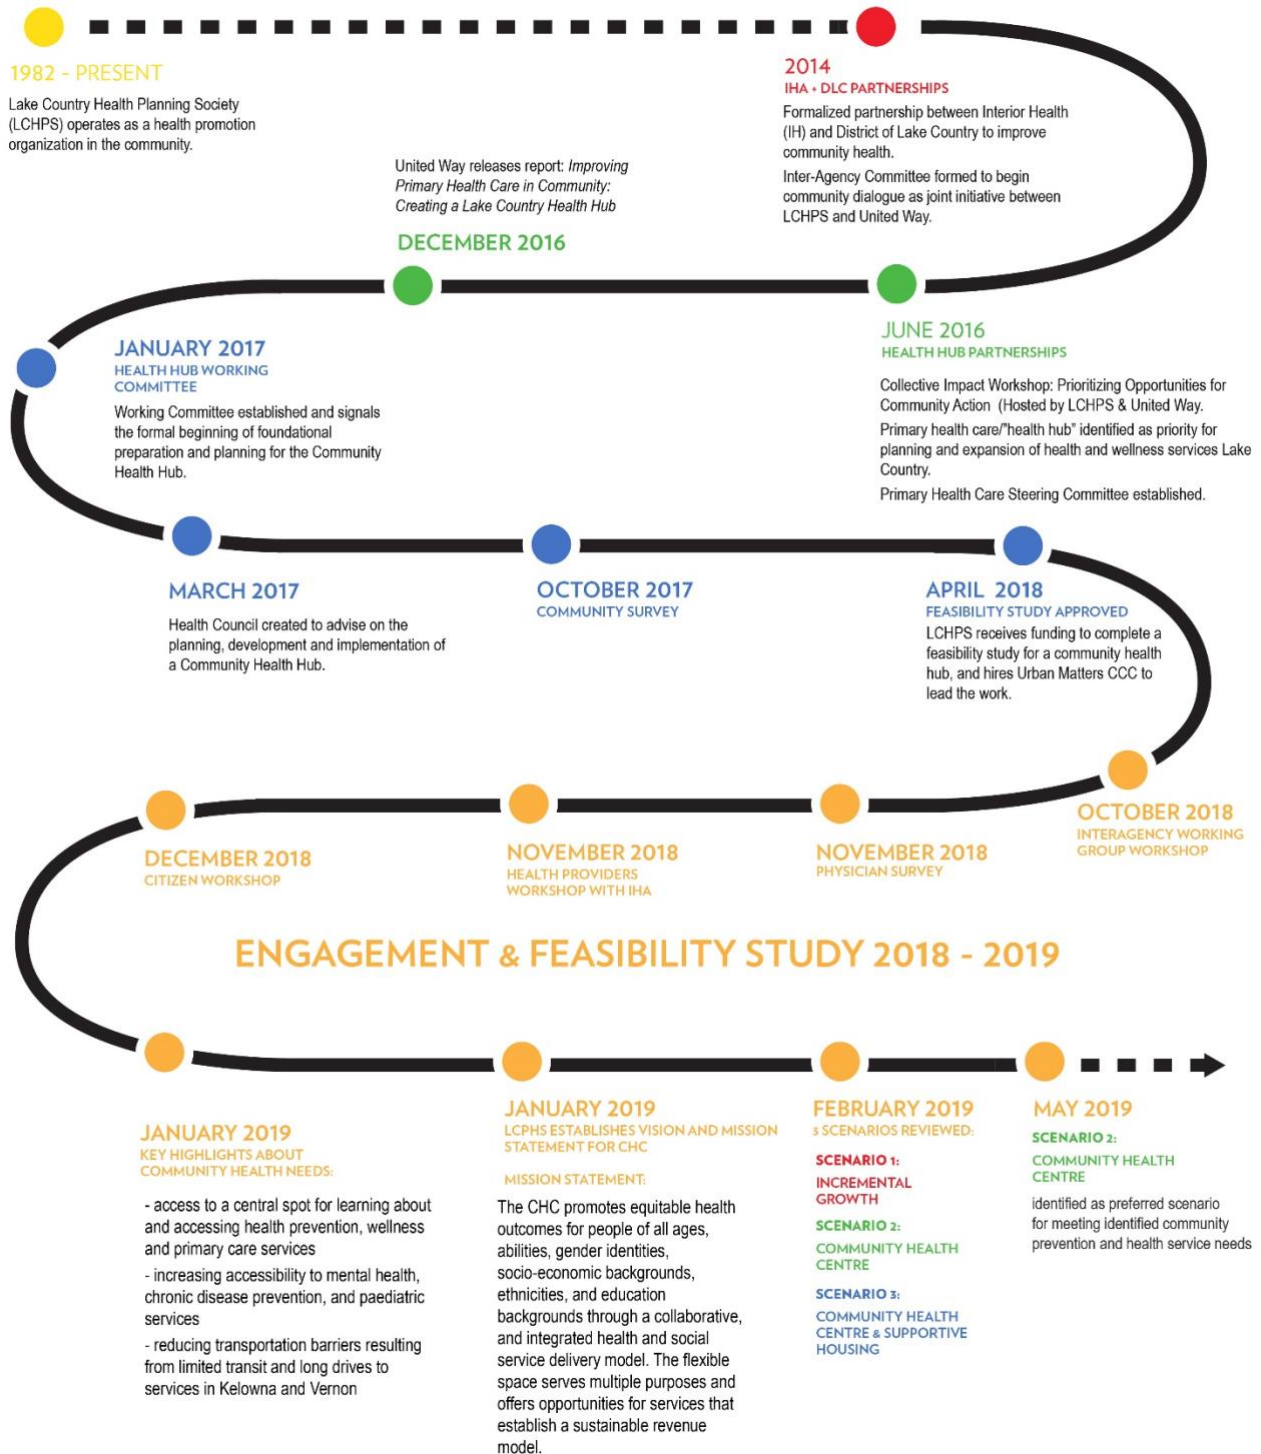 1982 - PRESENT
Lake Country Health Planning Society
(LCHPS) operates as a health promotion
organization in the community.
2014
IHA + DLC PARTNERSHIPS
Formalized partnership between Interior Health
(IH) and District of Lake Country to improve
community health.
Inter-Agency Committee formed to begin
community dialogue as joint initiative between
LCHPS and United Way.
JUNE 2016
HEALTH HUB PARTNERSHIPS
Collective Impact Workshop: Prioritizing Opportunities for
Community Action (Hosted by LCHPS & United Way.
Primary health care/"health hub" identified as priority for
planning and expansion of health and wellness services Lake
Country.
Primary Health Care Steering Committee established.
United Way releases report: Improving
Primary Health Care in Community:
Creating a Lake Country Health Hub
DECEMBER 2016
JANUARY 2017
HEALTH HUB WORKING
COMMITTEE
Working Committee established and signals
the formal beginning of foundational
preparation and planning for the Community
Health Hub.
MARCH 2017
Health Council created to advise on the
planning, development and implementation of
a Community Health Hub.
OCTOBER 2017
COMMUNITY SURVEY
APRIL 2018
FEASIBILITY STUDY APPROVED
LCHPS receives funding to complete a
feasibility study for a community health
hub, and hires Urban Matters CCC to
lead the work.
OCTOBER 2018
INTERAGENCY WORKING
GROUP WORKSHOP
NOVEMBER 2018
PHYSICIAN SURVEY
NOVEMBER 2018
HEALTH PROVIDERS
WORKSHOP WITH IHA
DECEMBER 2018
CITIZEN WORKSHOP
ENGAGEMENT & FEASIBILITY STUDY 2018 - 2019
JANUARY 2019
KEY HIGHLIGHTS ABOUT
COMMUNITY HEALTH NEEDS:
- access to a central spot for learning about
and accessing health prevention, wellness
and primary care services
- increasing accessibility to mental health,
chronic disease prevention, and paediatric
services
- reducing transportation barriers resulting
from limited transit and long drives to
services in Kelowna and Vernon
JANUARY 2019
LCPHS ESTABLISHES VISION AND MISSION
STATEMENT FOR CHC
MISSION STATEMENT:
The CHC promotes equitable health
outcomes for people of all ages,
abilities, gender identities,
socio-economic backgrounds,
ethnicities, and education
backgrounds through a collaborative,
and integrated health and social
service delivery model. The flexible
space serves multiple purposes and
offers opportunities for services that
establish a sustainable revenue
model.
FEBRUARY 2019
3 SCENARIOS REVIEWED:
SCENARIO 1:
INCREMENTAL
GROWTH
SCENARIO 2:
COMMUNITY HEALTH
CENTRE
SCENARIO 3:
COMMUNITY HEALTH
CENTRE & SUPPORTIVE
HOUSING
MAY 2019
SCENARIO 2:
COMMUNITY HEALTH
CENTRE
identified as preferred scenario
for meeting identified community
prevention and health service needs